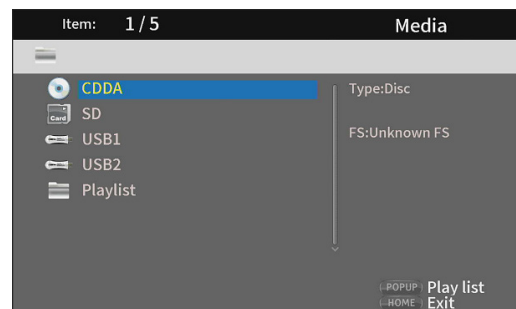 Item: 1/5 Media
CDDA
Type:Disc
Card SD
FS:Unknown FS
USB1
USB2
Playlist
POPUP Play list
HOME Exit